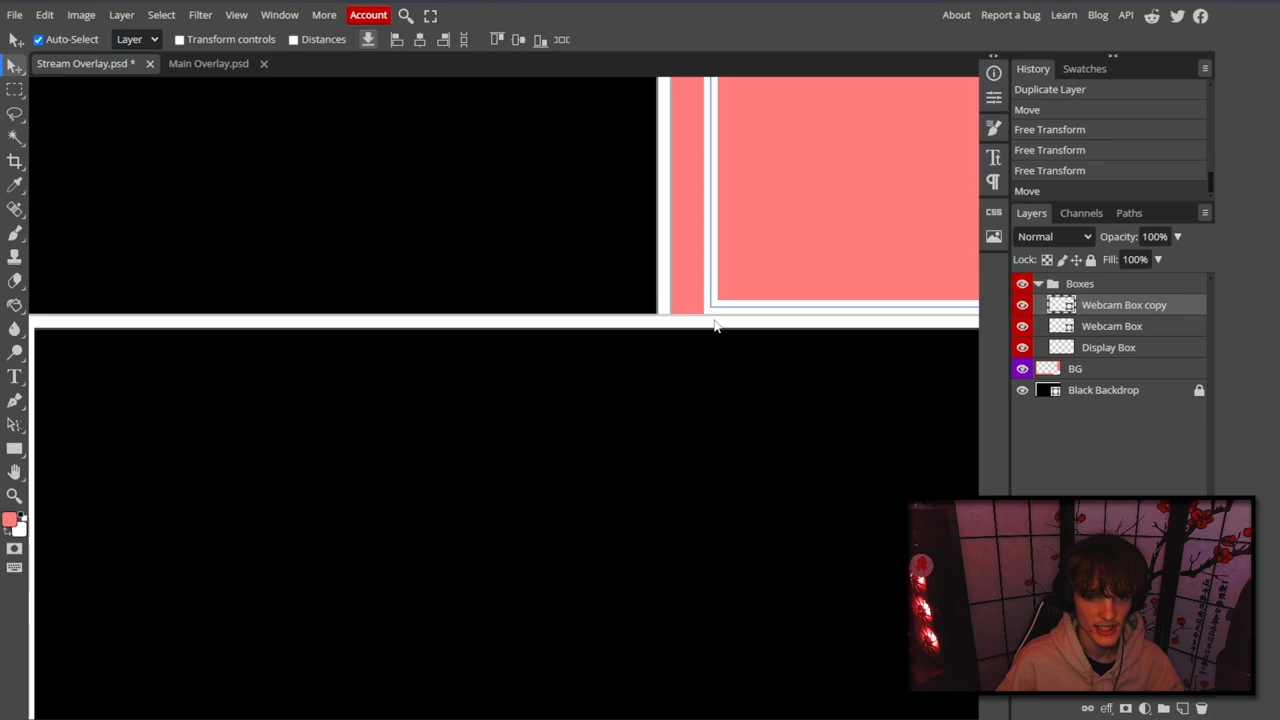 File Edit Image Layer Select Filter View Window More Account About Report a bug Learn Blog API
Auto-Select Layer Transform controls Distances
Stream Overlay.psd * Main Overlay.psd
History Swatches
Duplicate Layer
Move
Free Transform
Free Transform
Free Transform
Move
CSS
Layers Channels Paths
Normal Opacity: 100%
Lock: Fill: 100%
Boxes
Webcam Box copy
Webcam Box
Display Box
BG
Black Backdrop
eff